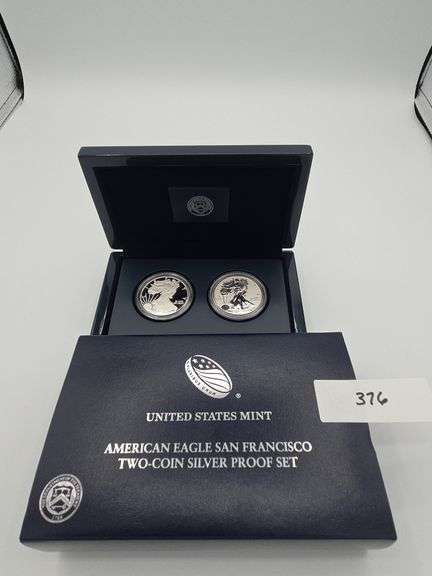 UNITED STATES MINT
AMERICAN EAGLE SAN FRANCISCO
TWO-COIN SILVER PROOF SET
376